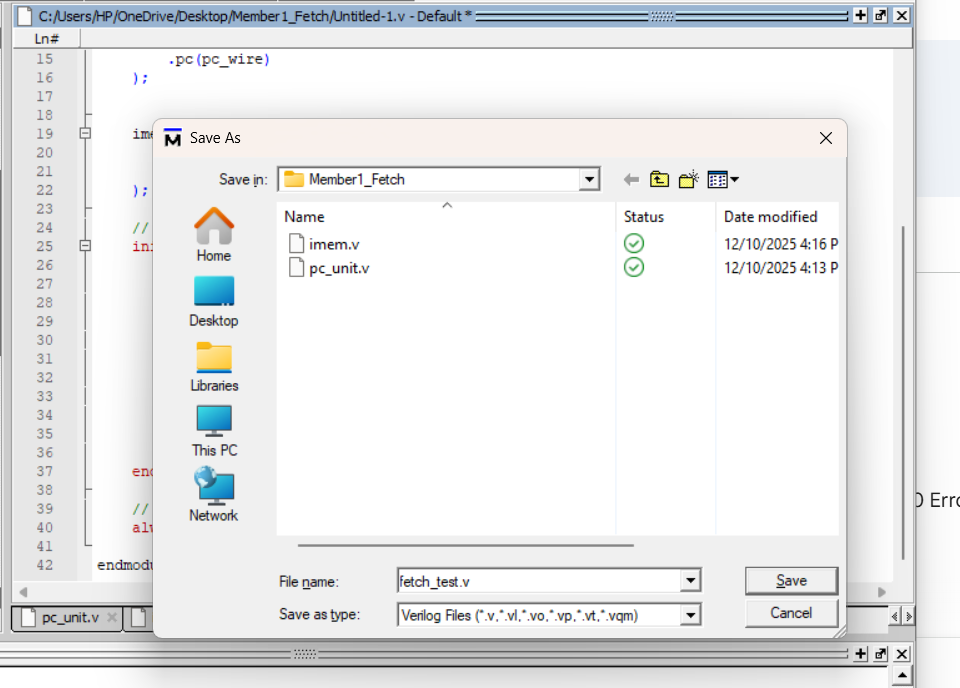 C:/Users/HP/OneDrive/Desktop/Member1_Fetch/Untitled-1.v - Default *
Ln#
15 .pc(pc_wire)
16 );
17
18
19 ime
20
21
22 );
23
24 //
25 ini
26
27
28
29
30
31
32
33
34
35
36
37 end
38
39 //
40 alw
41
42 endmodu
Save As
Save in: Member1_Fetch
Name Status Date modified
imem.v 12/10/2025 4:16 P
pc_unit.v 12/10/2025 4:13 P
Home
Desktop
Libraries
This PC
Network
File name: fetch_test.v Save
Save as type: Verilog Files (*.v,*.vl,*.vo,*.vp,*.vt,*.vqm) Cancel
pc_unit.v
0 Erro